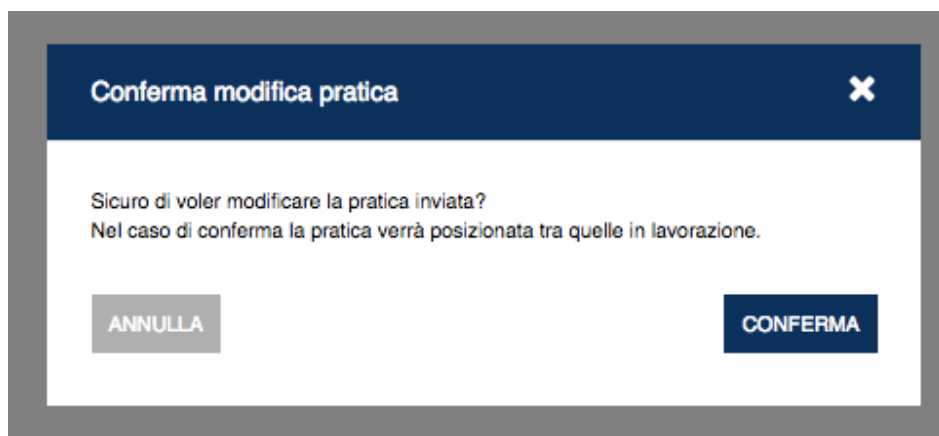 Conferma modifica pratica
Sicuro di voler modificare la pratica inviata?
Nel caso di conferma la pratica verrà posizionata tra quelle in lavorazione.
ANNULLA
CONFERMA